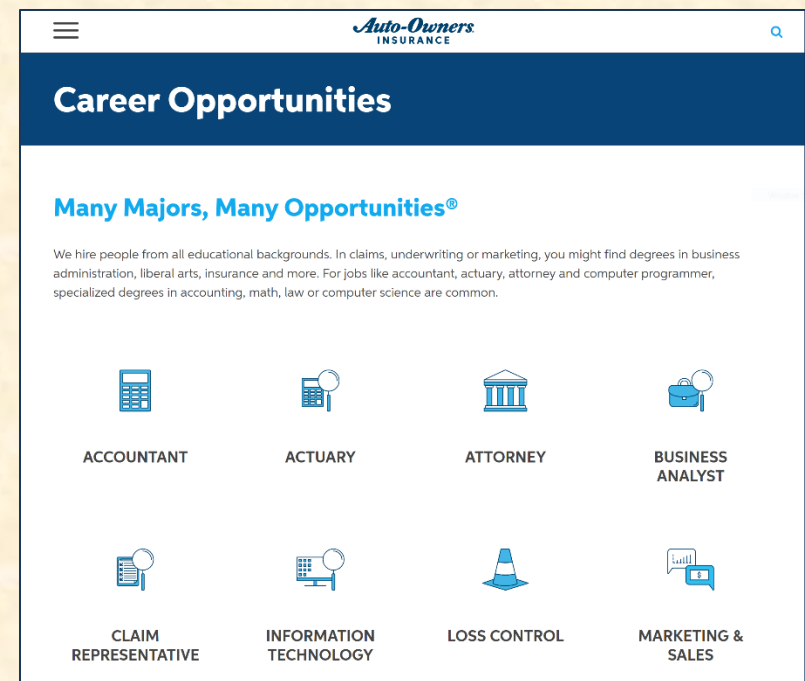 Auto-Owners
INSURANCE
Career Opportunities
Many Majors, Many Opportunities®
We hire people from all educational backgrounds. In claims, underwriting or marketing, you might find degrees in business
administration, liberal arts, insurance and more. For jobs like accountant, actuary, attorney and computer programmer,
specialized degrees in accounting, math, law or computer science are common.
ACCOUNTANT
ACTUARY
ATTORNEY
BUSINESS
ANALYST
CLAIM
REPRESENTATIVE
INFORMATION
TECHNOLOGY
LOSS CONTROL
MARKETING &
SALES